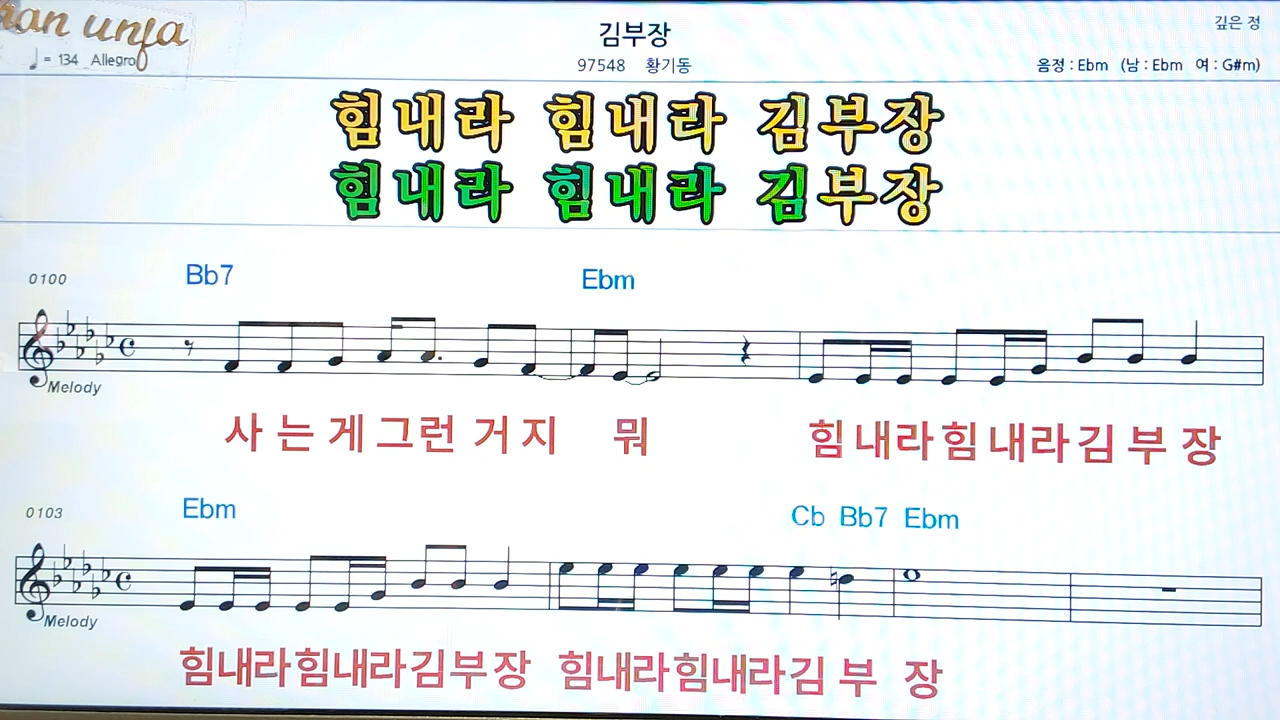 ran unja
깊은 정
김부장
♩ = 134 Allegro
97548 황기동
음정 : Ebm (남 : Ebm 여 : G#m)
힘내라 힘내라 김부장
힘내라 힘내라 김부장
0100 Bb7 Ebm
Melody
사 는 게 그런 거 지 뭐 힘 내라 힘 내라 김 부 장
0103 Ebm Cb Bb7 Ebm
Melody
힘내라힘내라김부장 힘내라힘내라김 부 장